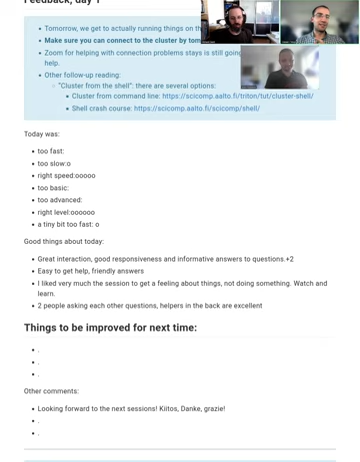 Feedback, day 1
Tomorrow, we get to actually running things on th
Make sure you can connect to the cluster by tom
Zoom for helping with connection problems stays is still going
help.
Other follow-up reading:
"Cluster from the shell": there are several options:
Cluster from command line: https://scicomp.aalto.fi/triton/tut/cluster-shell/
Shell crash course: https://scicomp.aalto.fi/scicomp/shell/
Today was:
too fast:
too slow:o
right speed:ooooo
too basic:
too advanced:
right level:oooooo
a tiny bit too fast: o
Good things about today:
Great interaction, good responsiveness and informative answers to questions.+2
Easy to get help, friendly answers
I liked very much the session to get a feeling about things, not doing something. Watch and
learn.
2 people asking each other questions, helpers in the back are excellent
Things to be improved for next time:
.
.
.
Other comments:
Looking forward to the next sessions! Kiitos, Danke, grazie!
.
.